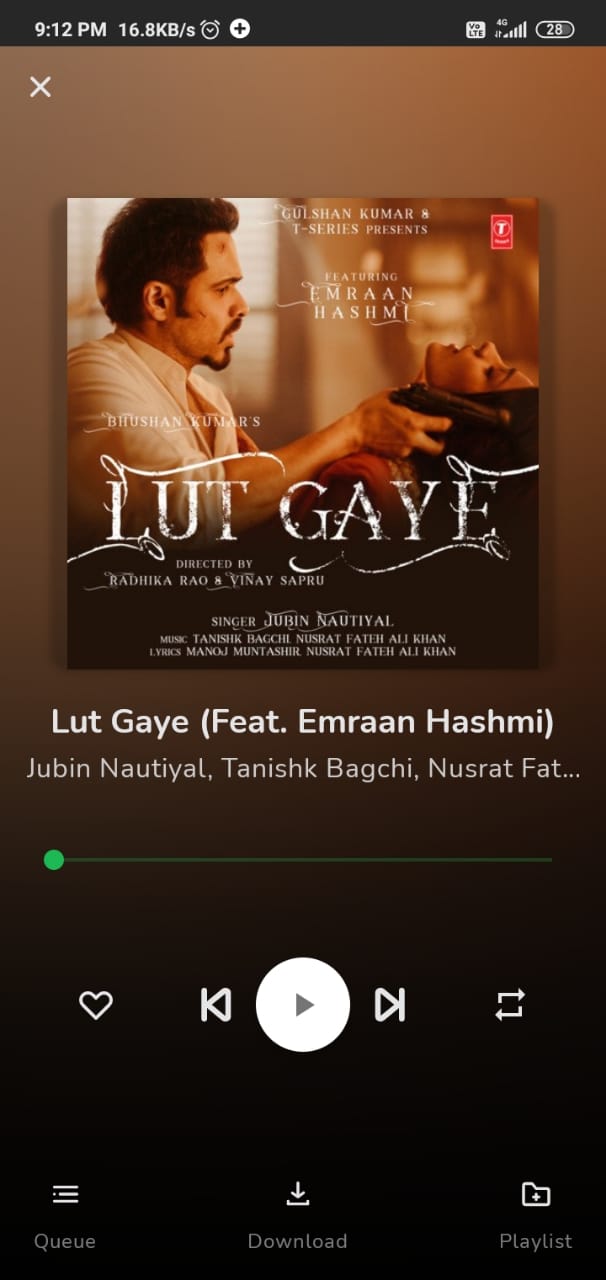 9:12 PM 16.8KB/s
Vo LTE 4G 28
GULSHAN KUMAR &
T-SERIES PRESENTS
T
SERIES
FEATURING
EMRAAN
HASHMI
BHUSHAN KUMAR'S
LUT GAYE
DIRECTED BY
RADHIKA RAO & VINAY SAPRU
SINGER JUBIN NAUTIYAL
MUSIC TANISHK BAGCHI, NUSRAT FATEH ALI KHAN
LYRICS MANOJ MUNTASHIR, NUSRAT FATEH ALI KHAN
Lut Gaye (Feat. Emraan Hashmi)
Jubin Nautiyal, Tanishk Bagchi, Nusrat Fat...
Queue Download Playlist